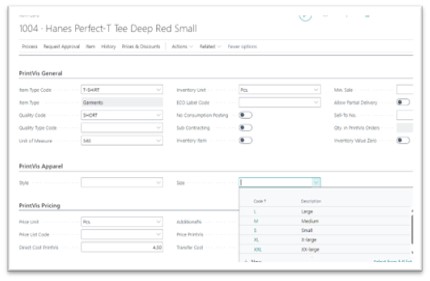 1004 - Hanes Perfect-T Tee Deep Red Small
Process Request Approval Item History Prices & Discounts Actions Related Fewer options
PrintVis General
Item Type Code T-SHIRT Inventory Unit PLL Min. Sale
Item Type Garments ECO Label Code Allow Partial Delivery
Quality Code SHORT No Consumption Posting Sell-To No.
Quality Type Code Sub Contracting Qty. in PrintVis Orders
Unit of Measure Inventory Item Inventory Value Zero
PrintVis Apparel
Style Size
Code Description
L Large
PrintVis Pricing
M Medium
S Small
Price Unit PLL Additional%
XL X-large
Price List Code Price PrintVis
XXL XX-large
Direct Cost PrintVis 4.00 Transfer Cost